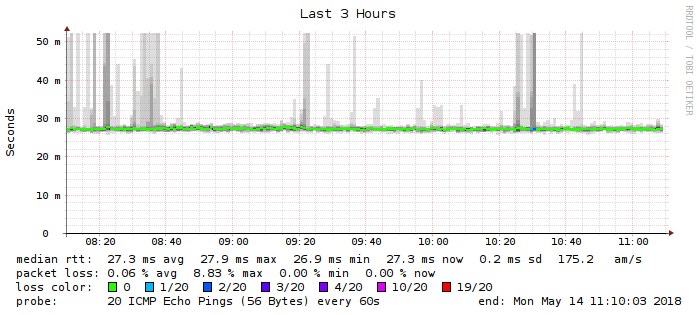 Last 3 Hours
RRDTOOL / TOBI OETIKER
Seconds
50 m
40 m
30 m
20 m
10 m
0
08:20 08:40 09:00 09:20 09:40 10:00 10:20 10:40 11:00
median rtt: 27.3 ms avg 27.9 ms max 26.9 ms min 27.3 ms now 0.2 ms sd 175.2 am/s
packet loss: 0.06 % avg 8.83 % max 0.00 % min 0.00 % now
loss color: 0 1/20 2/20 3/20 4/20 10/20 19/20
probe: 20 ICMP Echo Pings (56 Bytes) every 60s end: Mon May 14 11:10:03 2018